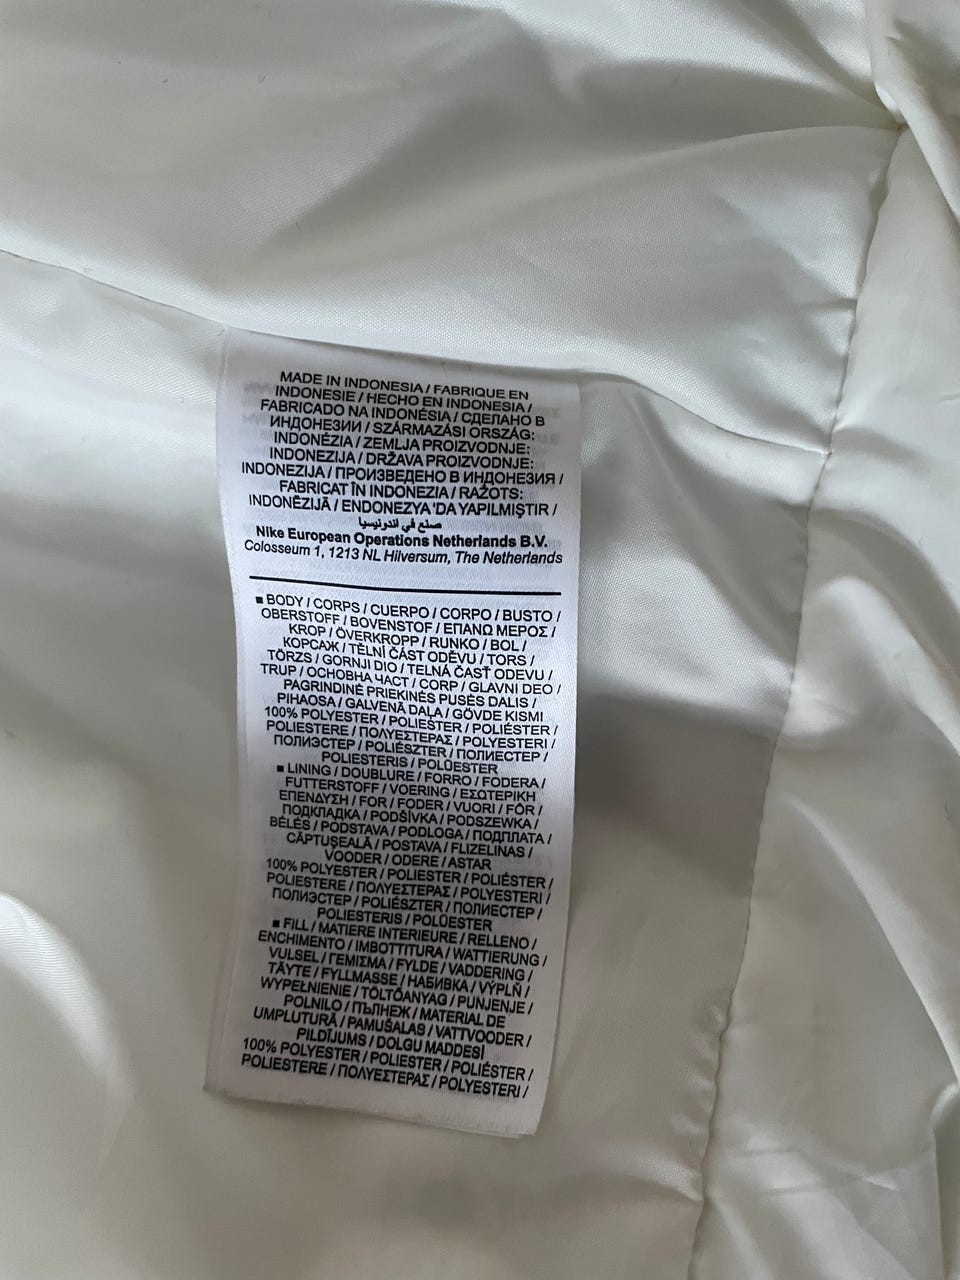 MADE IN INDONESIA / FABRIQUE EN
INDONESIE / HECHO EN INDONESIA /
FABRICADO NA INDONÉSIA / СДЕЛАНО В
ИНДОНЕЗИИ / SZÁRMAZÁSI ORSZÁG:
INDONÉZIA / ZEMLJA PROIZVODNJE:
INDONEZIJA / DRŽAVA PROIZVODNJE:
INDONEZIJA / ПРОИЗВЕДЕНО В ИНДОНЕЗИЯ /
FABRICAT ÎN INDONEZIA / RAŽOTS:
INDONĒZIJĀ / ENDONEZYA'DA YAPILMIŞTIR /
صنع في اندونيسيا
Nike European Operations Netherlands B.V.
Colosseum 1, 1213 NL Hilversum, The Netherlands
■ BODY / CORPS / CUERPO / CORPO / BUSTO /
OBERSTOFF / BOVENSTOF / ΕΠΑΝΩ ΜΕΡΟΣ /
KROP / ÖVERKROPP / RUNKO / BOL /
КОРСАЖ / TĚLNÍ ČÁST ODĚVU / TORS /
TÖRZS / GORNJI DIO / TELNÁ ČASŤ ODEVU /
TRUP / ОСНОВНА ЧАСТ / CORP / GLAVNI DEO /
PAGRINDINĖ PRIEKINĖS PUSĖS DALIS /
PIHAOSA / GALVENĀ DAĻA / GÖVDE KISMI
100% POLYESTER / POLIEŠTER / POLIÉSTER /
POLIESTERE / ΠΟΛΥΕΣΤΕΡΑΣ / POLYESTERI /
ПОЛИЭСТЕР / POLIÉSZTER / ПОЛИЕСТЕР /
POLIESTERIS / POLÜESTER
■ LINING / DOUBLURE / FORRO / FODERA /
FUTTERSTOFF / VOERING / ΕΣΩΤΕΡΙΚΗ
ΕΠΕΝΔΥΣΗ / FOR / FODER / VUORI / FÔR /
ПОДКЛАДКА / PODŠÍVKA / PODSZEWKA /
BÉLÉS / PODSTAVA / PODLOGA / ПОДПЛАТА /
CĂPTUȘEALĂ / POSTAVA / FLIZELINAS /
VOODER / ODERE / ASTAR
100% POLYESTER / POLIESTER / POLIÉSTER /
POLIESTERE / ΠΟΛΥΕΣΤΕΡΑΣ / POLYESTERI /
ПОЛИЭСТЕР / POLIÉSZTER / ПОЛИЕСТЕР /
POLIESTERIS / POLÜESTER
■ FILL / MATIERE INTERIEURE / RELLENO /
ENCHIMENTO / IMBOTTITURA / WATTIERUNG /
VULSEL / ΓΕΜΙΣΜΑ / FYLDE / VADDERING /
TÄYTE / FYLLMASSE / НАБИВКА / VÝPLŇ /
WYPEŁNIENIE / TÖLTŐANYAG / PUNJENJE /
POLNILO / ПЪЛНЕЖ / MATERIAL DE
UMPLUTURĂ / PAMUŠALAS / VATTVOODER /
PILDĪJUMS / DOLGU MADDESİ
100% POLYESTER / POLIESTER / POLIÉSTER /
POLIESTERE / ΠΟΛΥΕΣΤΕΡΑΣ / POLYESTERI /